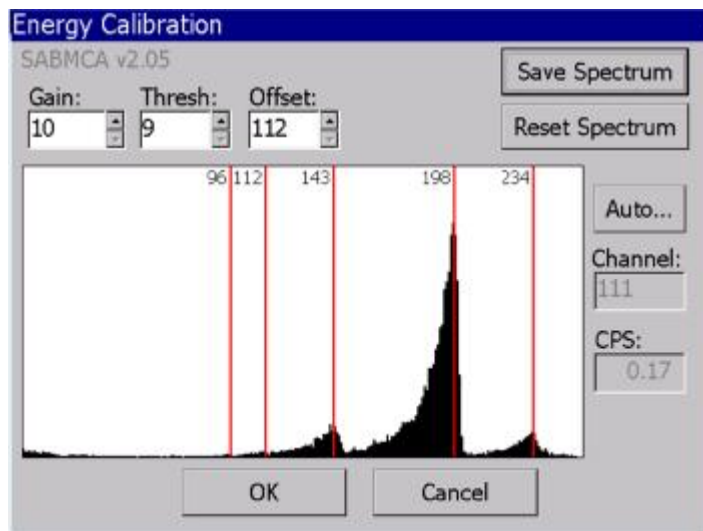 Energy Calibration
SABMCA v2.05
Save Spectrum
Gain: Thresh: Offset:
10 9 112
Reset Spectrum
96 112 143 198 234
Auto...
Channel:
111
CPS:
0.17
OK Cancel